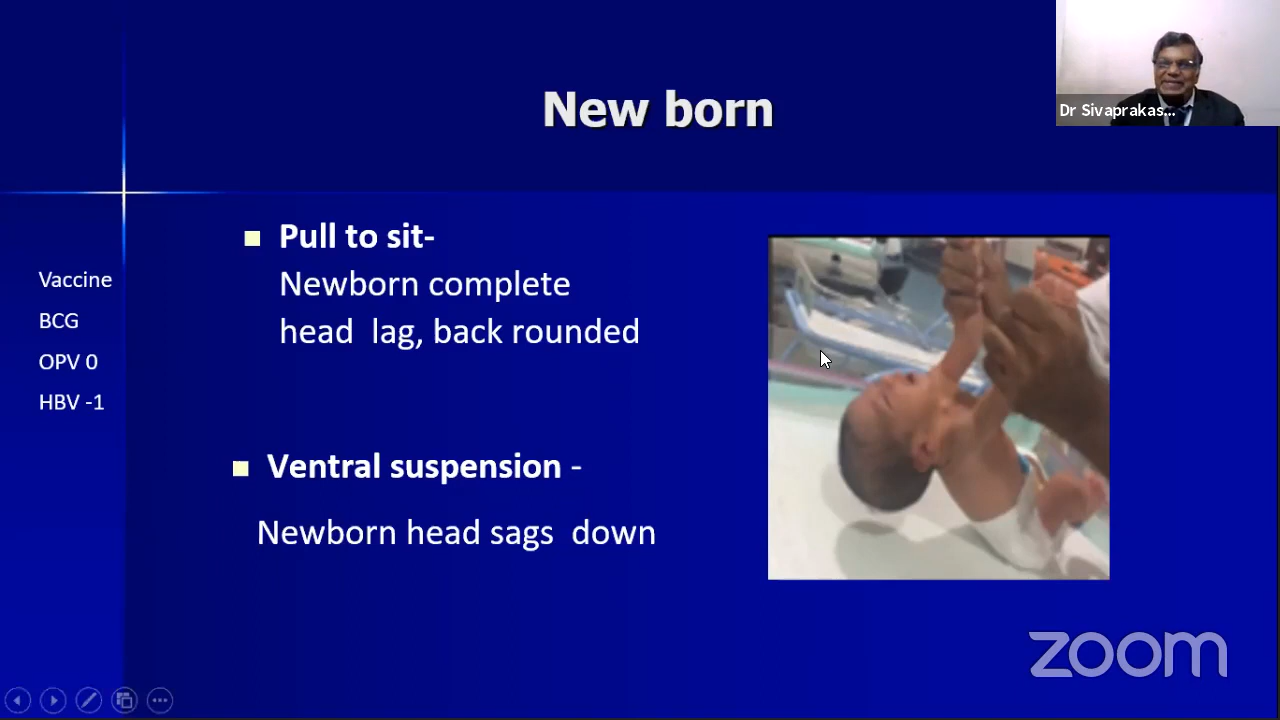 New born
Dr Sivaprakas...
Pull to sit-
Newborn complete
head lag, back rounded
Vaccine
BCG
OPV 0
HBV -1
Ventral suspension -
Newborn head sags down
zoom